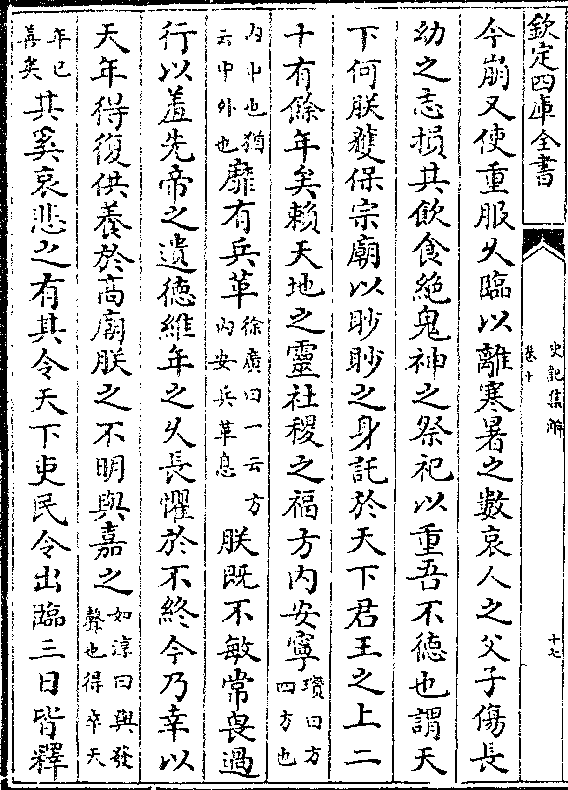 欽定四庫全書
史記集解
卷十
十七
今崩又使重服久臨以離寒暑之數哀人之父子傷長
幼之志損其飲食絶鬼神之祭祀以重吾不德也謂天
下何朕獲保宗廟以眇眇之身託於天下君王之上二
十有餘年矣賴天地之靈社稷之福方内安寧瓚曰方四方也
内中也猶云中外也靡有兵革徐廣曰一云方内安兵革息朕既不敏常畏過
行以羞先帝之遺德維年之久長懼於不終今乃幸以
天年得復供養於高廟朕之不明與嘉之如淳曰與發聲也得卒天
年已善矣其奚哀悲之有其令天下吏民令出臨三日皆釋